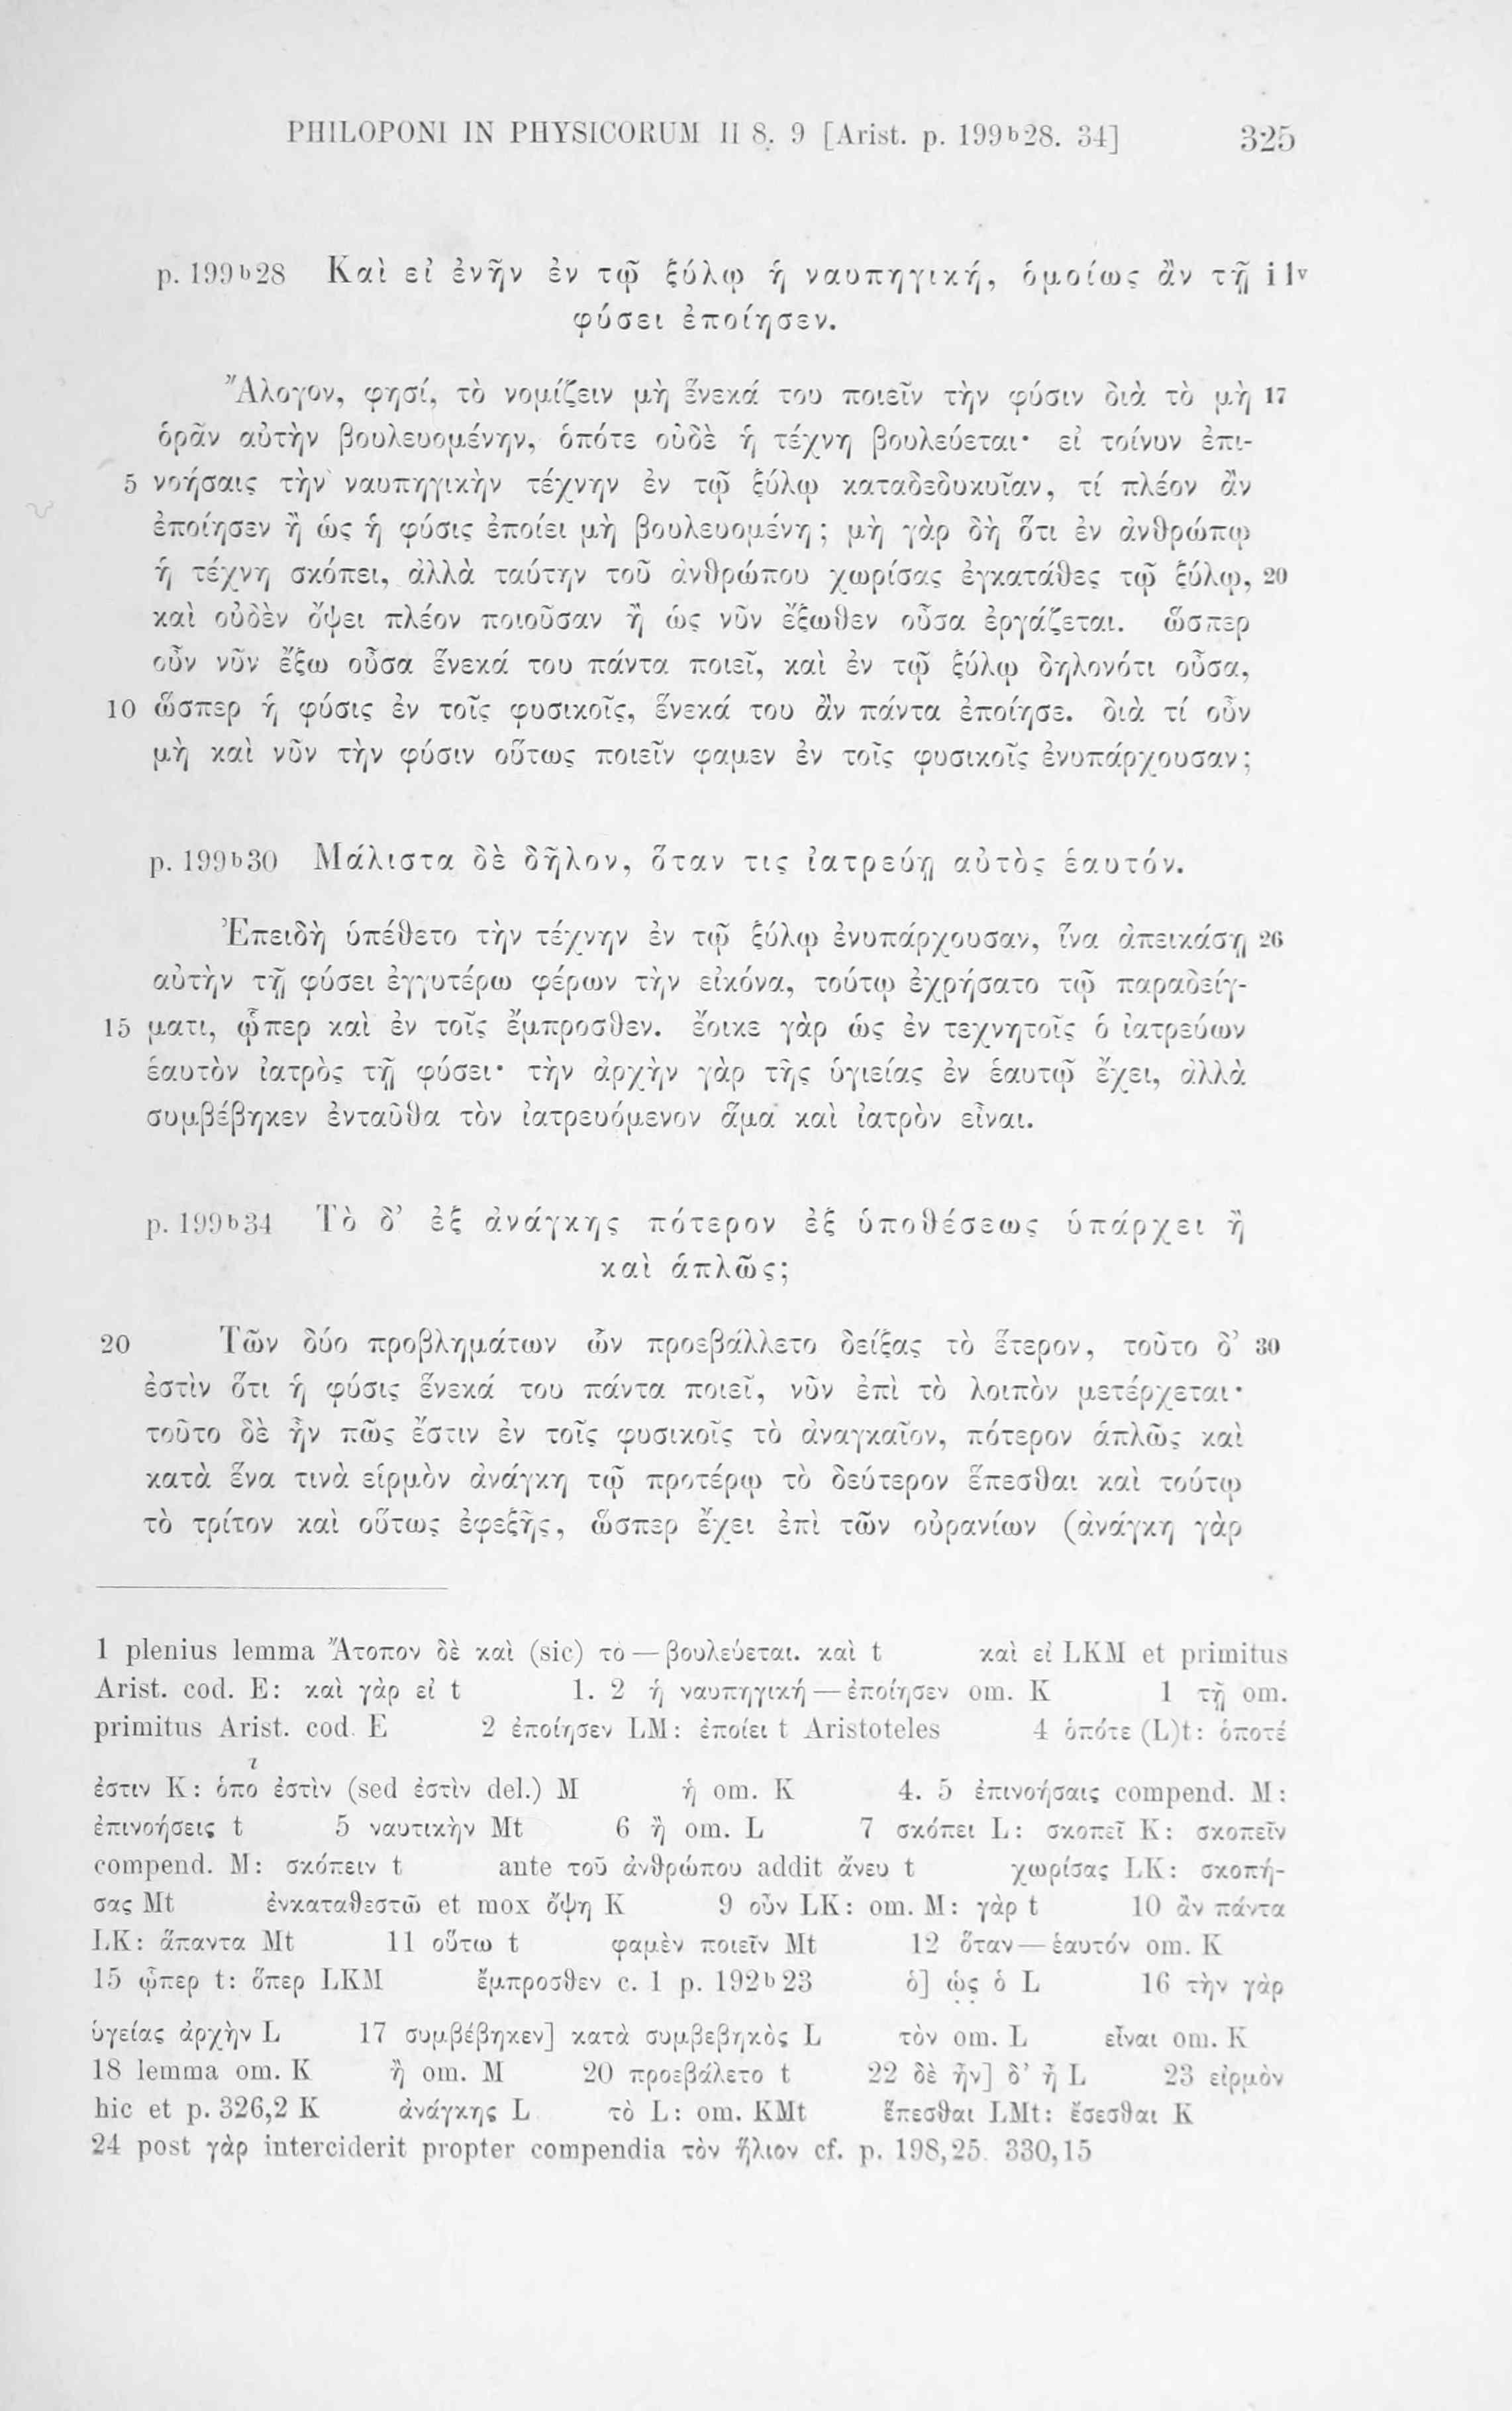 PHILOPONI IN PHYSICORUM II 8. 9 [Arist. p. 199ᵇ28. 34] 325
p. 199ᵇ28 Καὶ εἰ ἐνῆν ἐν τῷ ξύλῳ ἡ ναυπηγική, ὁμοίως ἂν τῇ i 1ᵛ
φύσει ἐποίησεν.
Ἄλογον, φησί, τὸ νομίζειν μὴ ἕνεκά του ποιεῖν τὴν φύσιν διὰ τὸ μὴ 17
ὁρᾶν αὐτὴν βουλευομένην, ὁπότε οὐδὲ ἡ τέχνη βουλεύεται· εἰ τοίνυν ἐπι-
5 νοήσαις τὴν ναυπηγικὴν τέχνην ἐν τῷ ξύλῳ καταδεδυκυῖαν, τί πλέον ἂν
ἐποίησεν ἢ ὡς ἡ φύσις ἐποίει μὴ βουλευομένη; μὴ γὰρ δὴ ὅτι ἐν ἀνθρώπῳ
ἡ τέχνη σκόπει, ἀλλὰ ταύτην τοῦ ἀνθρώπου χωρίσας ἐγκατάθες τῷ ξύλῳ, 20
καὶ οὐδὲν ὄψει πλέον ποιοῦσαν ἢ ὡς νῦν ἔξωθεν οὖσα ἐργάζεται. ὥσπερ
οὖν νῦν ἔξω οὖσα ἕνεκά του πάντα ποιεῖ, καὶ ἐν τῷ ξύλῳ δηλονότι οὖσα,
10 ὥσπερ ἡ φύσις ἐν τοῖς φυσικοῖς, ἕνεκά του ἂν πάντα ἐποίησε. διὰ τί οὖν
μὴ καὶ νῦν τὴν φύσιν οὕτως ποιεῖν φαμεν ἐν τοῖς φυσικοῖς ἐνυπάρχουσαν;
p. 199ᵇ30 Μάλιστα δὲ δῆλον, ὅταν τις ἰατρεύῃ αὐτὸς ἑαυτόν.
Ἐπειδὴ ὑπέθετο τὴν τέχνην ἐν τῷ ξύλῳ ἐνυπάρχουσαν, ἵνα ἀπεικάσῃ 26
αὐτὴν τῇ φύσει ἐγγυτέρω φέρων τὴν εἰκόνα, τούτῳ ἐχρήσατο τῷ παραδείγ-
15 ματι, ᾧπερ καὶ ἐν τοῖς ἔμπροσθεν. ἔοικε γὰρ ὡς ἐν τεχνητοῖς ὁ ἰατρεύων
ἑαυτὸν ἰατρὸς τῇ φύσει· τὴν ἀρχὴν γὰρ τῆς ὑγιείας ἐν ἑαυτῷ ἔχει, ἀλλὰ
συμβέβηκεν ἐνταῦθα τὸν ἰατρευόμενον ἅμα καὶ ἰατρὸν εἶναι.
p. 199ᵇ34 Τὸ δ’ ἐξ ἀνάγκης πότερον ἐξ ὑποθέσεως ὑπάρχει ἢ
καὶ ἁπλῶς;
20 Τῶν δύο προβλημάτων ὧν προεβάλλετο δείξας τὸ ἕτερον, τοῦτο δ’ 30
ἐστὶν ὅτι ἡ φύσις ἕνεκά του πάντα ποιεῖ, νῦν ἐπὶ τὸ λοιπὸν μετέρχεται·
τοῦτο δὲ ἦν πῶς ἔστιν ἐν τοῖς φυσικοῖς τὸ ἀναγκαῖον, πότερον ἁπλῶς καὶ
κατὰ ἕνα τινὰ εἱρμὸν ἀνάγκη τῷ προτέρῳ τὸ δεύτερον ἕπεσθαι καὶ τούτῳ
τὸ τρίτον καὶ οὕτως ἐφεξῆς, ὥσπερ ἔχει ἐπὶ τῶν οὐρανίων (ἀνάγκη γὰρ
1 plenius lemma Ἄτοπον δὲ καὶ (sic) το — βουλεύεται. καὶ t καὶ εἰ LKM et primitus
Arist. cod. E: καὶ γὰρ εἰ t 1. 2 ἡ ναυπηγική — ἐποίησεν om. K 1 τῇ om.
primitus Arist. cod. E 2 ἐποίησεν LM: ἐποίει t Aristoteles 4 ὁπότε (L)t: ὁποτέ
ἐστιν K: ὁπο̑ͭ ἐστὶν (sed ἐστὶν del.) M ἡ om. K 4. 5 ἐπινοήσαις compend. M:
ἐπινοήσεις t 5 ναυτικὴν Mt 6 ἢ om. L 7 σκόπει L: σκοπεῖ K: σκοπεῖν
compend. M: σκόπειν t ante τοῦ ἀνθρώπου addit ἄνευ t χωρίσας LK: σκοπή-
σας Mt ἐνκαταθεστῶ et mox ὄψη K 9 οὖν LK: om. M: γὰρ t 10 ἂν πάντα
LK: ἅπαντα Mt 11 οὕτω t φαμὲν ποιεῖν Mt 12 ὅταν — ἑαυτόν om. K
15 ᾧπερ t: ὅπερ LKM ἔμπροσθεν c. 1 p. 192ᵇ23 ὁ] ὡς ὁ L 16 τὴν γὰρ
ὑγείας ἀρχὴν L 17 συμβέβηκεν] κατὰ συμβεβηκὸς L τὸν om. L εἶναι om. K
18 lemma om. K ἢ om. M 20 προεβάλετο t 22 δὲ ἦν] δ’ ἦ L 23 εἰρμὸν
hic et p. 326,2 K ἀνάγκης L τὸ L: om. KMt ἕπεσθαι LMt: ἔσεσθαι K
24 post γὰρ interciderit propter compendia τὸν ἥλιον cf. p. 198,25. 330,15